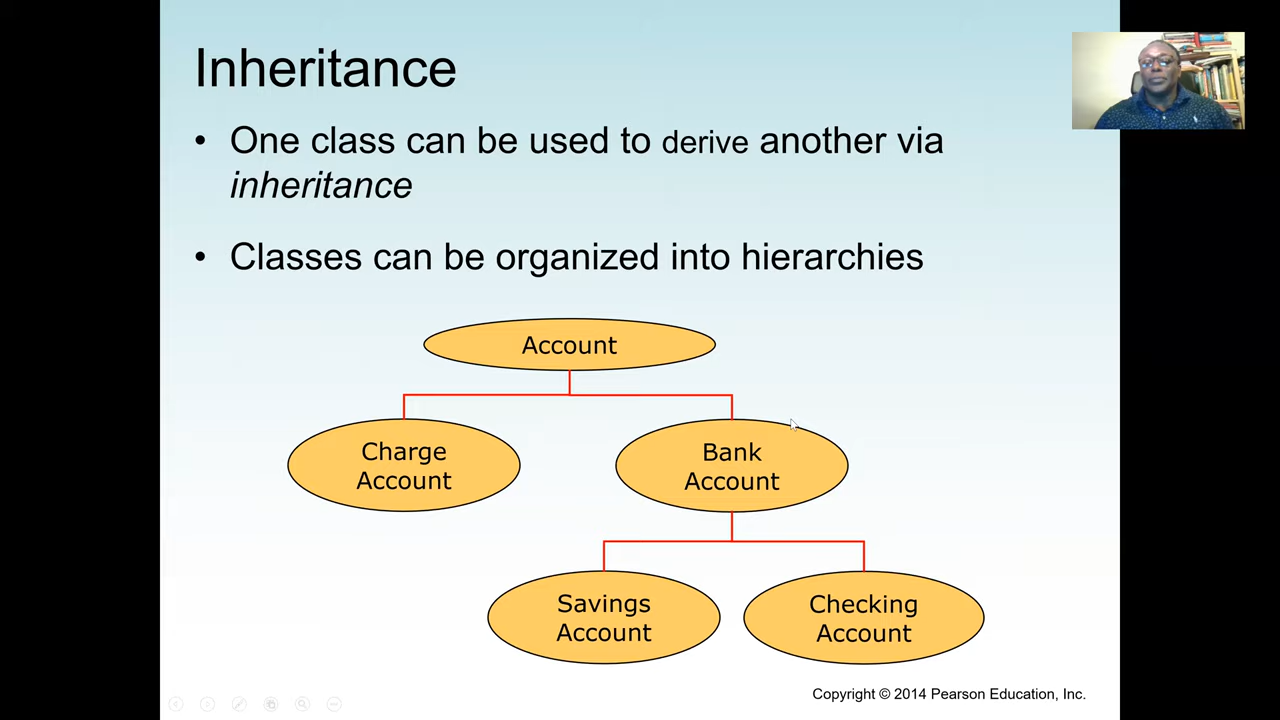 Inheritance
• One class can be used to derive another via
inheritance
• Classes can be organized into hierarchies
Account
Charge
Account
Bank
Account
Savings
Account
Checking
Account
Copyright © 2014 Pearson Education, Inc.